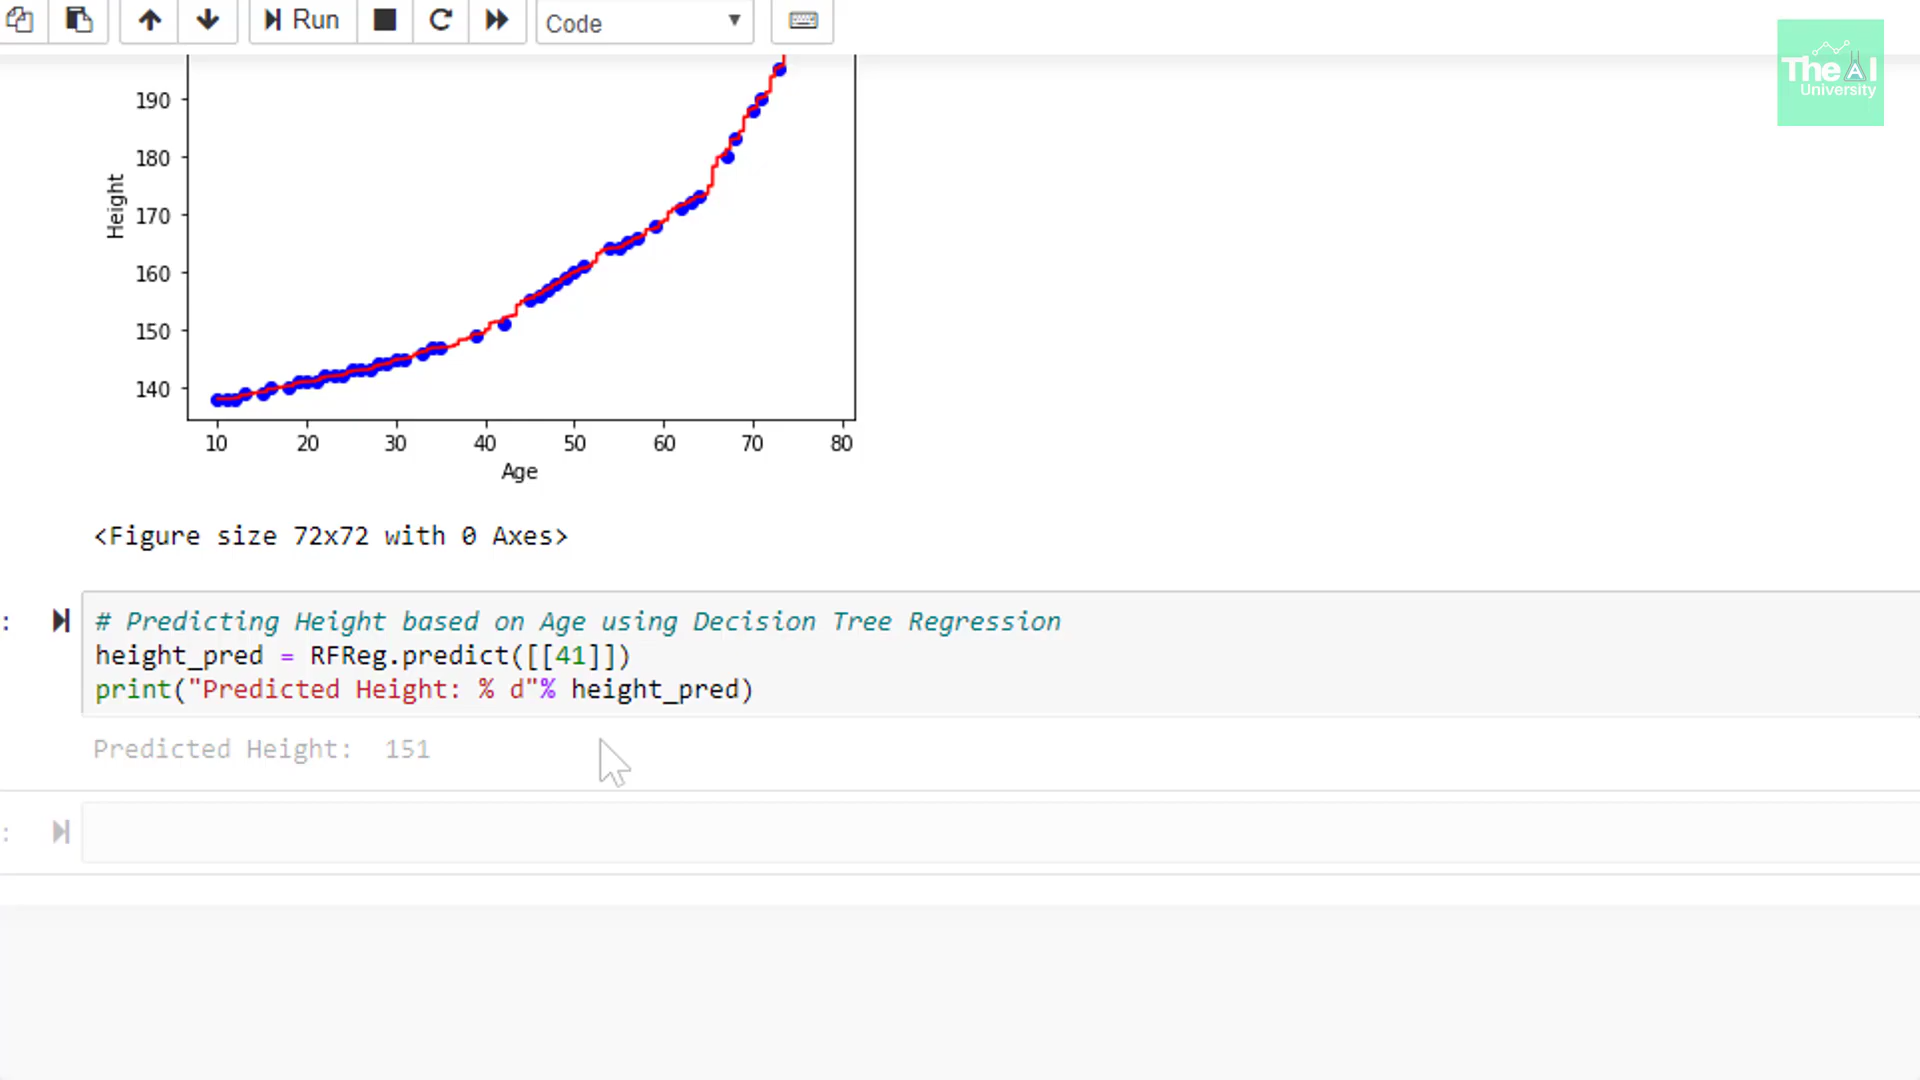 Run
Code
The AI
University
190
180
170
160
150
140
Height
10 20 30 40 50 60 70 80
Age
<Figure size 72x72 with 0 Axes>
:
# Predicting Height based on Age using Decision Tree Regression
height_pred = RFReg.predict([[41]])
print("Predicted Height: % d"% height_pred)
Predicted Height:  151
: